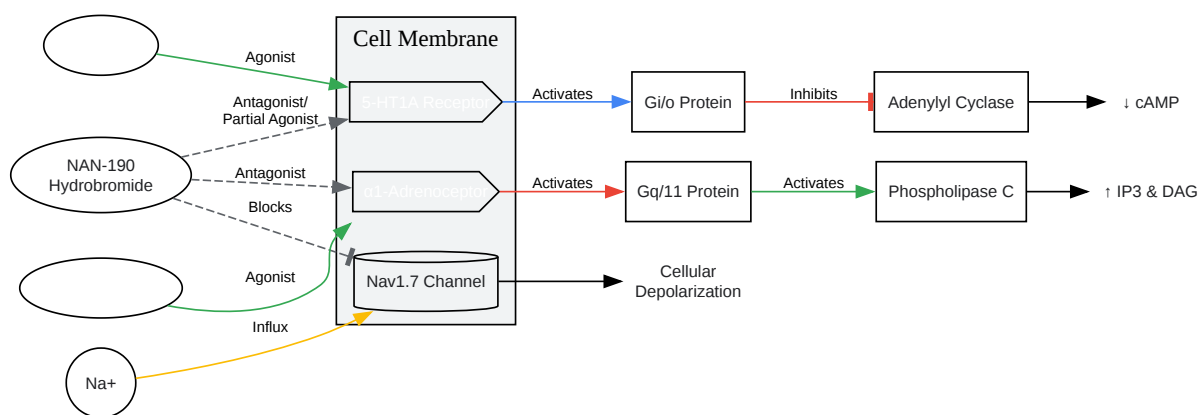 Cell Membrane
Agonist
5-HT1A Receptor
Activates
Gi/o Protein
Inhibits
Adenylyl Cyclase
↓ cAMP
Antagonist/
Partial Agonist
NAN-190
Hydrobromide
Antagonist
α1-Adrenoceptor
Activates
Gq/11 Protein
Activates
Phospholipase C
↑ IP3 & DAG
Blocks
Agonist
Nav1.7 Channel
Cellular
Depolarization
Influx
Na+